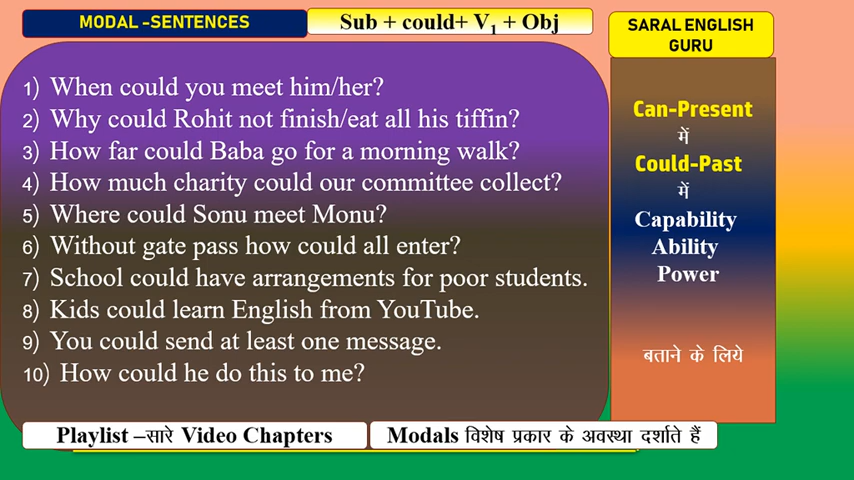 MODAL -SENTENCES
Sub + could+ V1 + Obj
SARAL ENGLISH
GURU
1) When could you meet him/her?
2) Why could Rohit not finish/eat all his tiffin?
3) How far could Baba go for a morning walk?
4) How much charity could our committee collect?
5) Where could Sonu meet Monu?
6) Without gate pass how could all enter?
7) School could have arrangements for poor students.
8) Kids could learn English from YouTube.
9) You could send at least one message.
10) How could he do this to me?
Can-Present
में
Could-Past
में
Capability
Ability
Power
बताने के लिये
Playlist –सारे Video Chapters
Modals विशेष प्रकार के अवस्था दर्शाते हैं